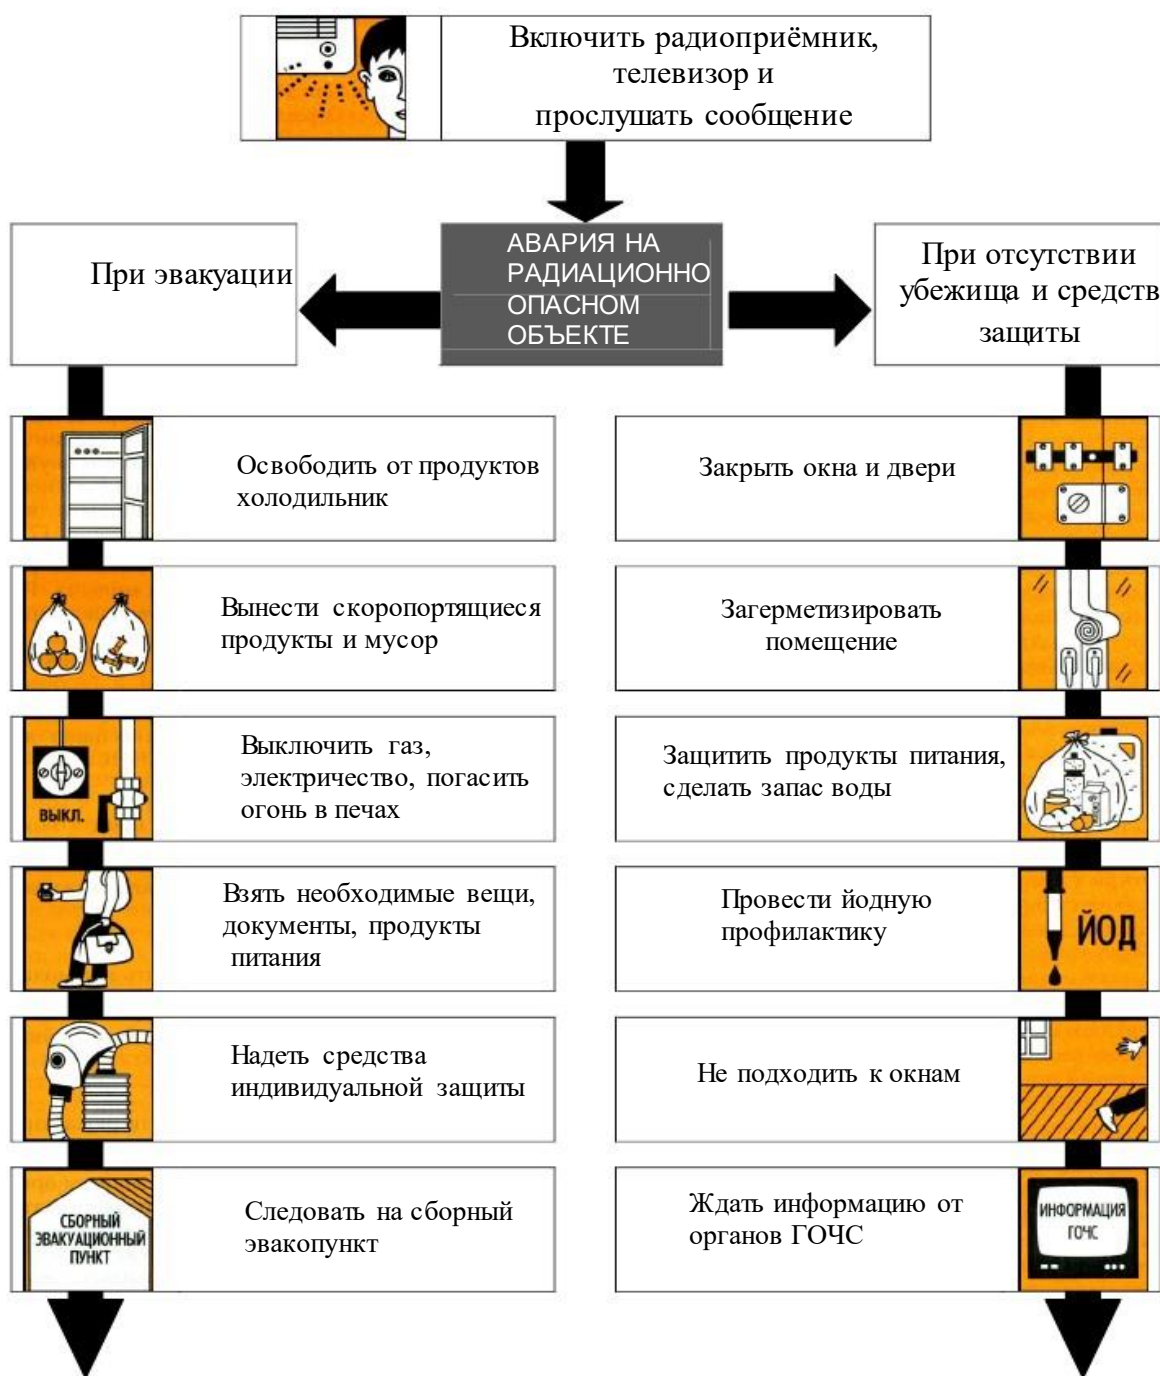 Включить радиоприёмник,
телевизор и
прослушать сообщение
АВАРИЯ НА
РАДИАЦИОННО
ОПАСНОМ
ОБЪЕКТЕ
При эвакуации
Освободить от продуктов
холодильник
Вынести скоропортящиеся
продукты и мусор
ВЫКЛ.
Выключить газ,
электричество, погасить
огонь в печах
Взять необходимые вещи,
документы, продукты
питания
Надеть средства
индивидуальной защиты
СБОРНЫЙ
ЭВАКУАЦИОННЫЙ
ПУНКТ
Следовать на сборный
эвакопункт
При отсутствии
убежища и средств
защиты
Закрыть окна и двери
Загерметизировать
помещение
Защитить продукты питания,
сделать запас воды
Провести йодную
профилактику
ЙОД
Не подходить к окнам
Ждать информацию от
органов ГОЧС
ИНФОРМАЦИЯ
ГОЧС